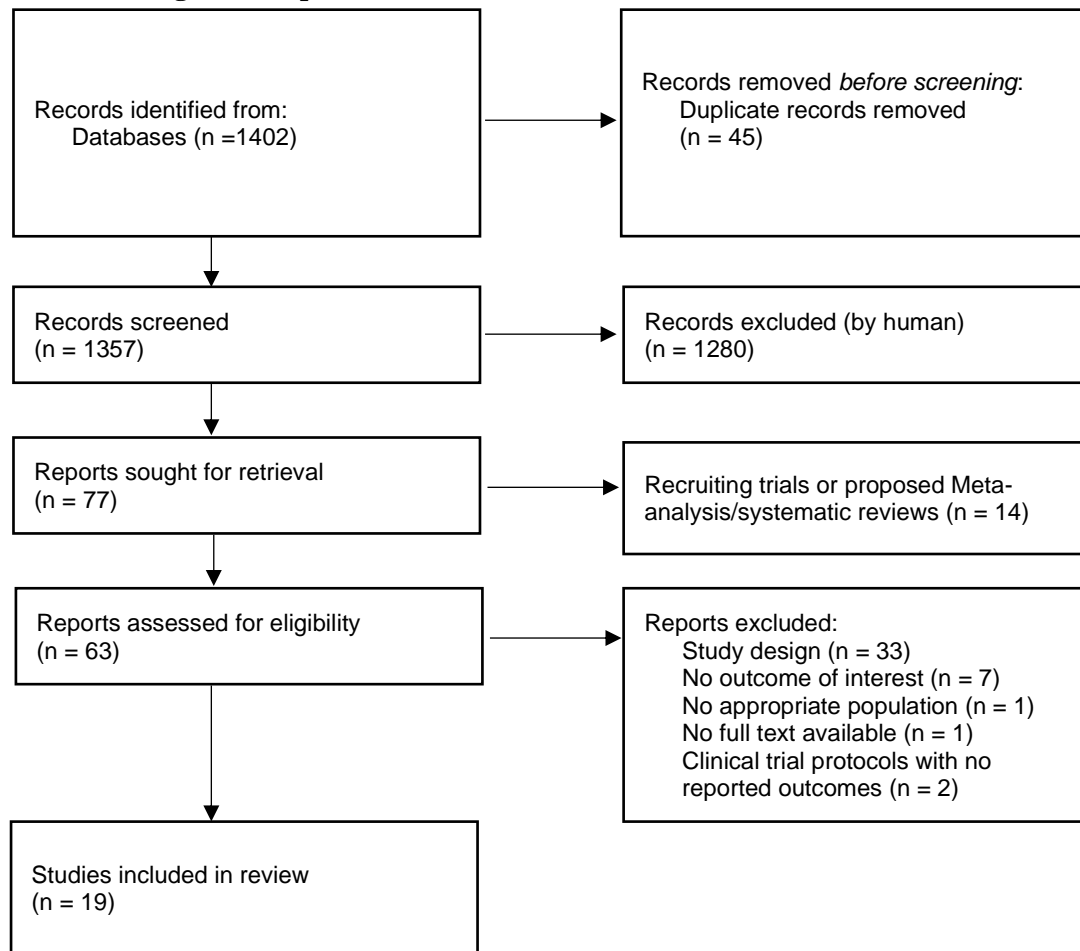 Records identified from:
Databases (n =1402)
Records removed before screening:
Duplicate records removed
(n = 45)
Records screened
(n = 1357)
Records excluded (by human)
(n = 1280)
Reports sought for retrieval
(n = 77)
Recruiting trials or proposed Meta-
analysis/systematic reviews (n = 14)
Reports assessed for eligibility
(n = 63)
Reports excluded:
Study design (n = 33)
No outcome of interest (n = 7)
No appropriate population (n = 1)
No full text available (n = 1)
Clinical trial protocols with no
reported outcomes (n = 2)
Studies included in review
(n = 19)